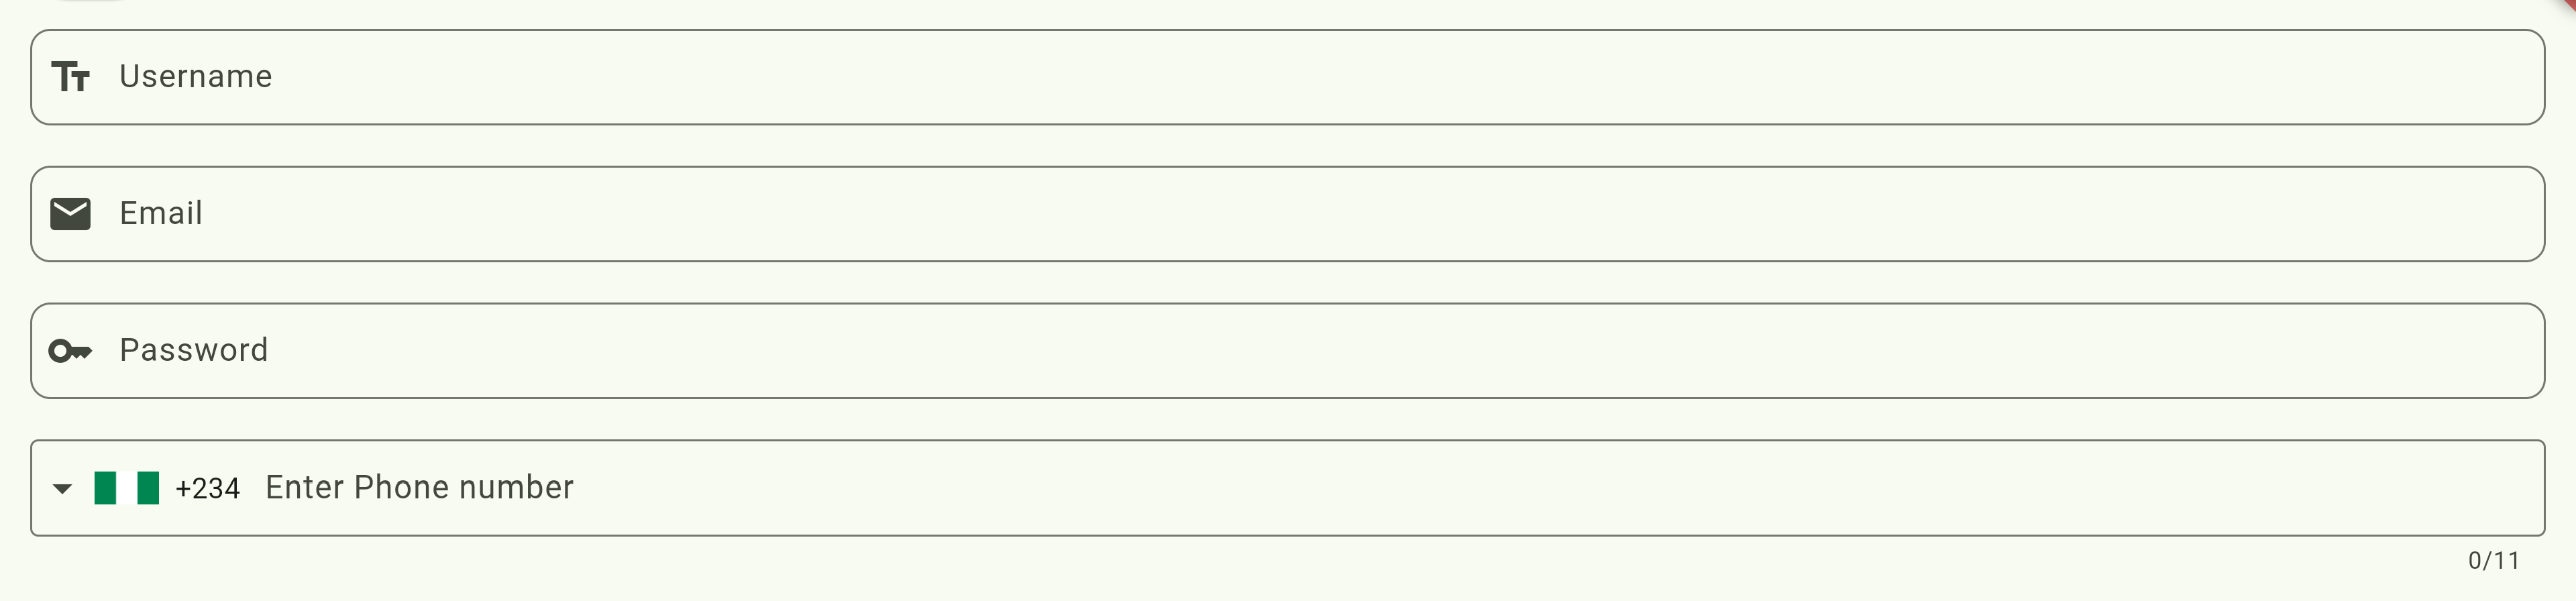 Username
Email
Password
+234 Enter Phone number
0/11